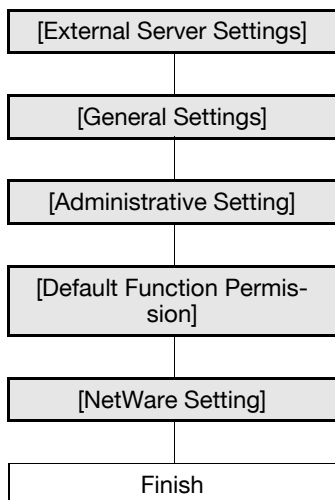 [External Server Settings]
[General Settings]
[Administrative Setting]
[Default Function Permis-
sion]
[NetWare Setting]
Finish